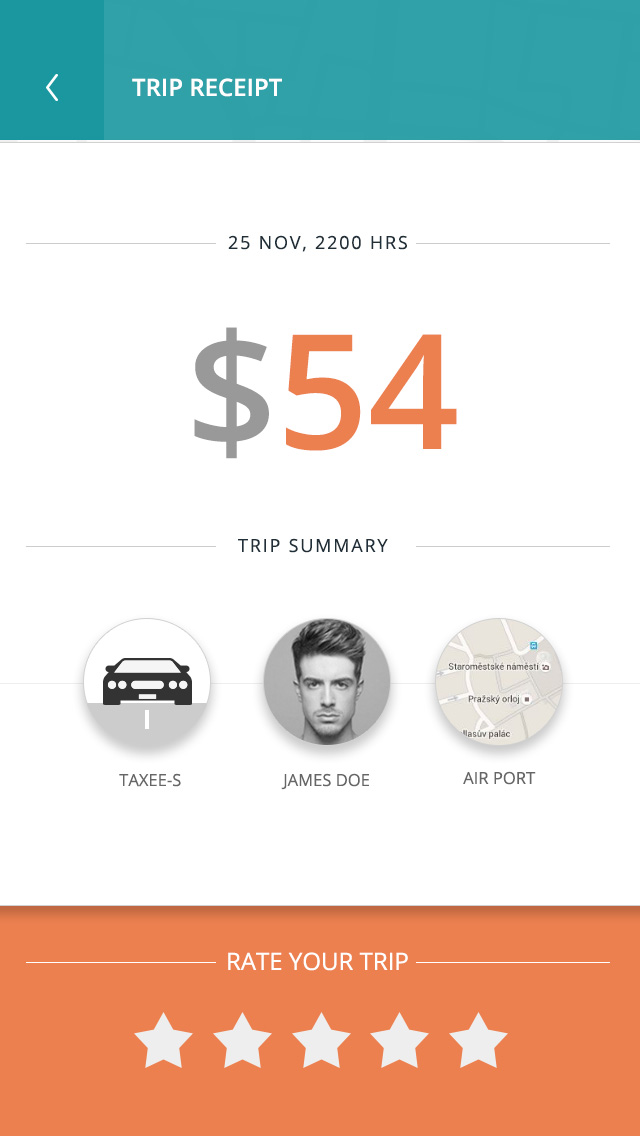 TRIP RECEIPT
25 NOV, 2200 HRS
$54
TRIP SUMMARY
Staroměstské náměstí
Pražský orloj
lasův palác
TAXEE-S
JAMES DOE
AIR PORT
RATE YOUR TRIP